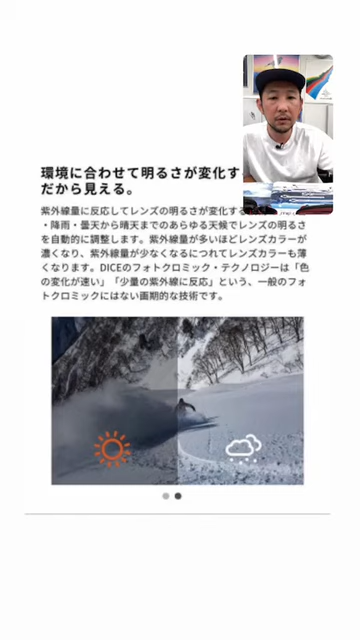 環境に合わせて明るさが変化す
だから見える。
紫外線量に反応してレンズの明るさが変化する
・降雨・曇天から晴天までのあらゆる天候でレンズの明るさ
を自動的に調整します。紫外線量が多いほどレンズカラーが
濃くなり、紫外線量が少なくなるにつれてレンズカラーも薄
くなります。DICEのフォトクロミック・テクノロジーは「色
の変化が速い」「少量の紫外線に反応」という、一般のフォ
トクロミックにはない画期的な技術です。